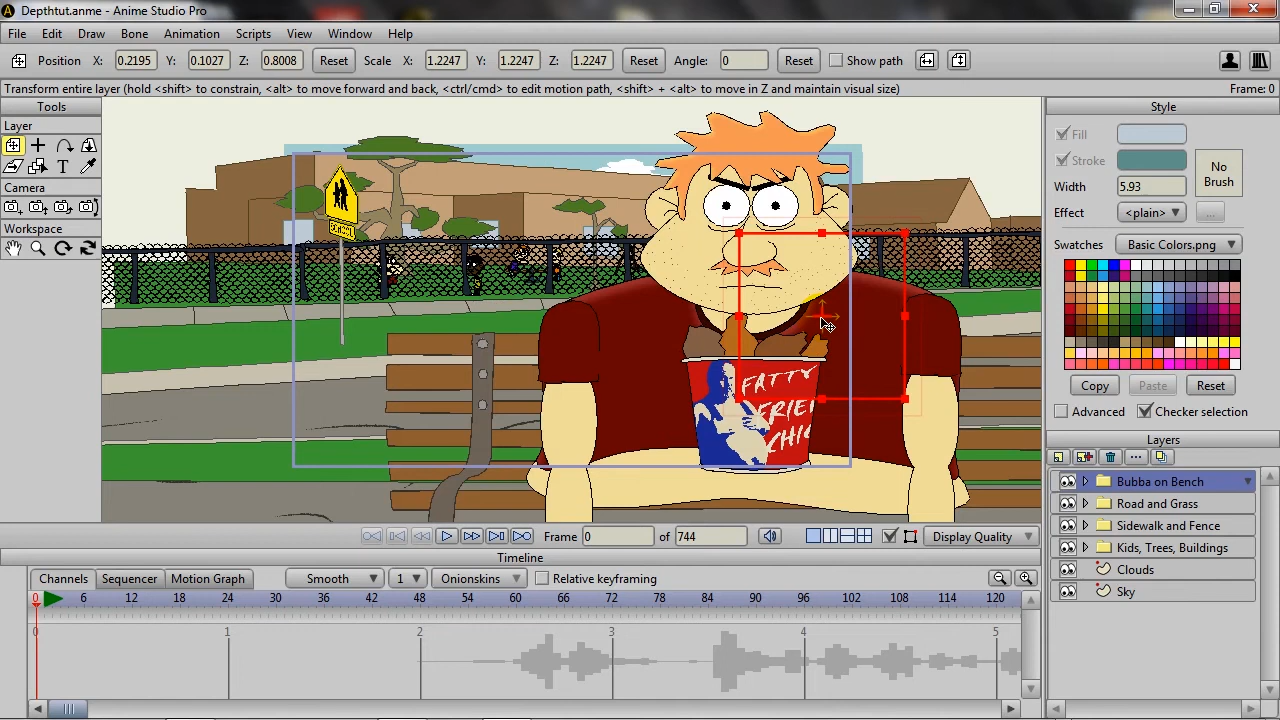 Depthtut.anme - Anime Studio Pro
File Edit Draw Bone Animation Scripts View Window Help
Position X: 0.2195 Y: 0.1027 Z: 0.8008 Reset Scale X: 1.2247 Y: 1.2247 Z: 1.2247 Reset Angle: 0 Reset Show path
Transform entire layer (hold <shift> to constrain, <alt> to move forward and back, <ctrl/cmd> to edit motion path, <shift> + <alt> to move in Z and maintain visual size) Frame: 0
Tools
Layer
T
Camera
Workspace
SCHOOL
FATTY
FRIE
CHIC
Style
Fill
Stroke
No
Brush
Width 5.93
Effect <plain> ...
Swatches Basic Colors.png
Copy Paste Reset
Advanced Checker selection
Layers
Bubba on Bench
Road and Grass
Sidewalk and Fence
Kids, Trees, Buildings
Clouds
Sky
Frame 0 of 744 Display Quality
Timeline
Channels Sequencer Motion Graph Smooth 1 Onionskins Relative keyframing
0 6 12 18 24 30 36 42 48 54 60 66 72 78 84 90 96 102 108 114 120
0 1 2 3 4 5